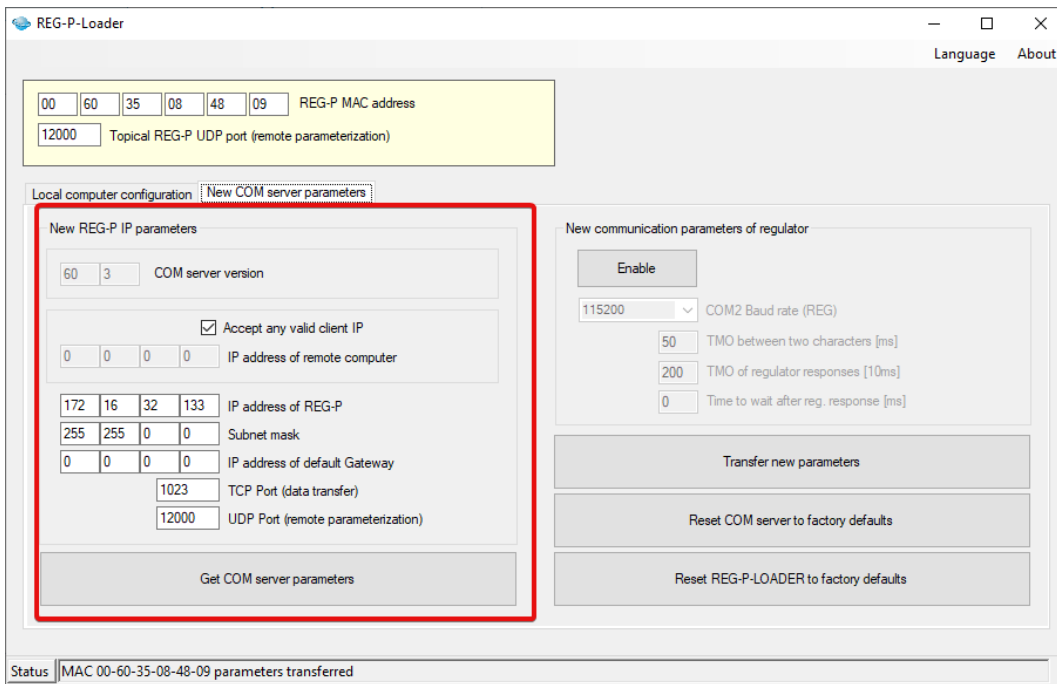 REG-P-Loader
Language About
00 60 35 08 48 09 REG-P MAC address
12000 Topical REG-P UDP port (remote parameterization)
Local computer configuration New COM server parameters
New REG-P IP parameters
60 3 COM server version
Accept any valid client IP
0 0 0 0 IP address of remote computer
172 16 32 133 IP address of REG-P
255 255 0 0 Subnet mask
0 0 0 0 IP address of default Gateway
1023 TCP Port (data transfer)
12000 UDP Port (remote parameterization)
Get COM server parameters
New communication parameters of regulator
Enable
115200 COM2 Baud rate (REG)
50 TMO between two characters [ms]
200 TMO of regulator responses [10ms]
0 Time to wait after reg. response [ms]
Transfer new parameters
Reset COM server to factory defaults
Reset REG-P-LOADER to factory defaults
Status MAC 00-60-35-08-48-09 parameters transferred